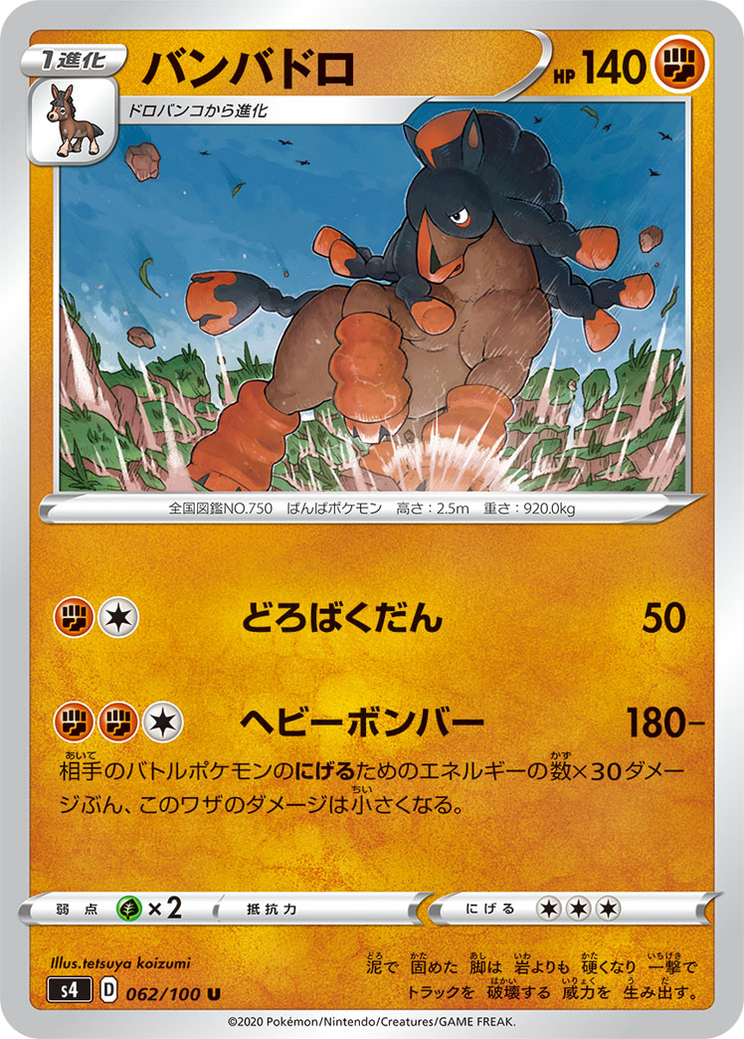 1進化
バンバドロ
HP 140
ドロバンコから進化
全国図鑑NO.750 ばんばポケモン 高さ：2.5m 重さ：920.0kg
どろばくだん 50
ヘビーボンバー 180−
相手のバトルポケモンのにげるためのエネルギーの数×30ダメー
ジぶん、このワザのダメージは小さくなる。
弱点 ×2 抵抗力 にげる
Illus.tetsuya koizumi
泥で 固めた 脚は 岩よりも 硬くなり 一撃で
トラックを 破壊する 威力を 生み出す。
s4 D 062/100 U
©2020 Pokémon/Nintendo/Creatures/GAME FREAK.